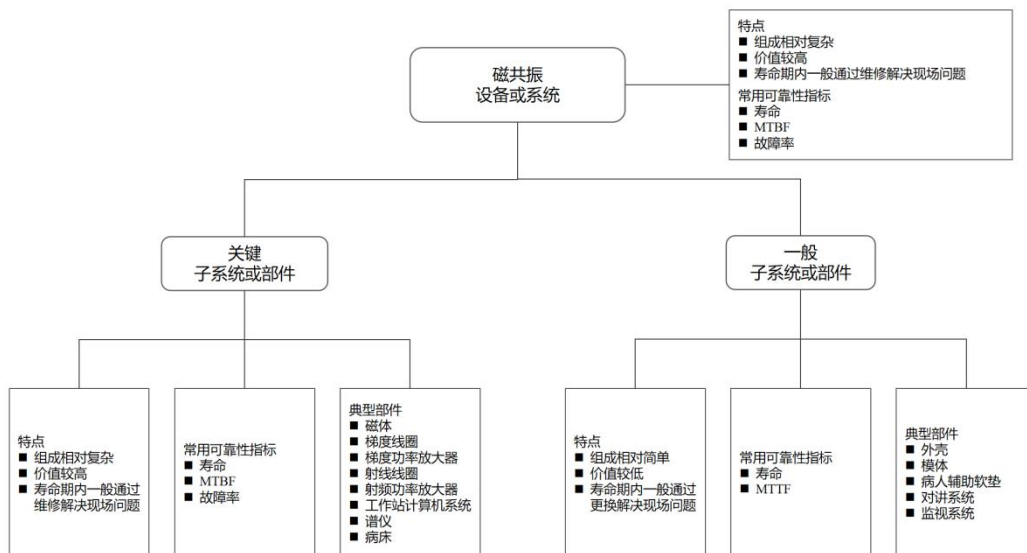 磁共振
设备或系统
特点
■ 组成相对复杂
■ 价值较高
■ 寿命期内一般通过维修解决现场问题
常用可靠性指标
■ 寿命
■ MTBF
■ 故障率
关键
子系统或部件
一般
子系统或部件
特点
■ 组成相对复杂
■ 价值较高
■ 寿命期内一般通过
维修解决现场问题
常用可靠性指标
■ 寿命
■ MTBF
■ 故障率
典型部件
■ 磁体
■ 梯度线圈
■ 梯度功率放大器
■ 射线线圈
■ 射频功率放大器
■ 工作站计算机系统
■ 谱仪
■ 病床
特点
■ 组成相对简单
■ 价值较低
■ 寿命期内一般通过
更换解决现场问题
常用可靠性指标
■ 寿命
■ MTTF
典型部件
■ 外壳
■ 模体
■ 病人辅助软垫
■ 对讲系统
■ 监视系统